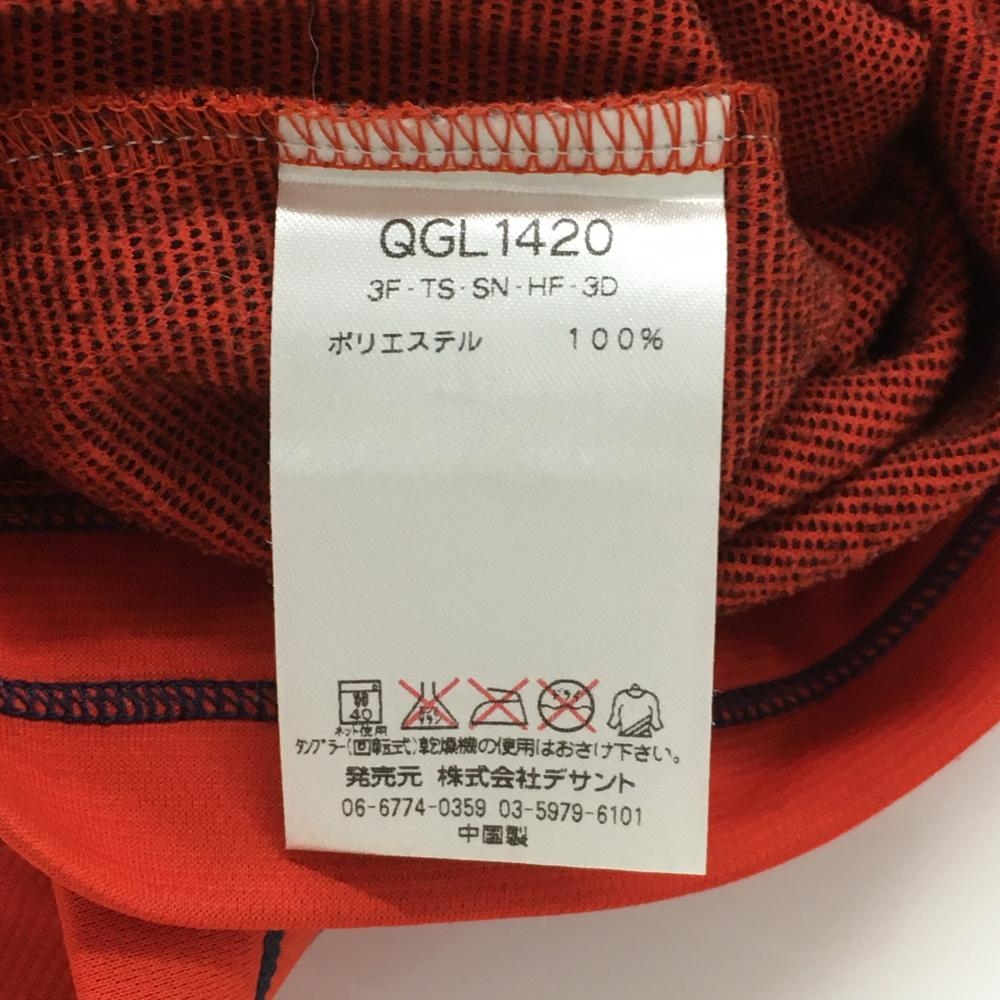 QGL1420
3F-TS-SN-HF-3D
ポリエステル 100%
40
ネット使用
タンブラー(回転式)乾燥機の使用はおさけ下さい。
発売元 株式会社デサント
06-6774-0359 03-5979-6101
中国製